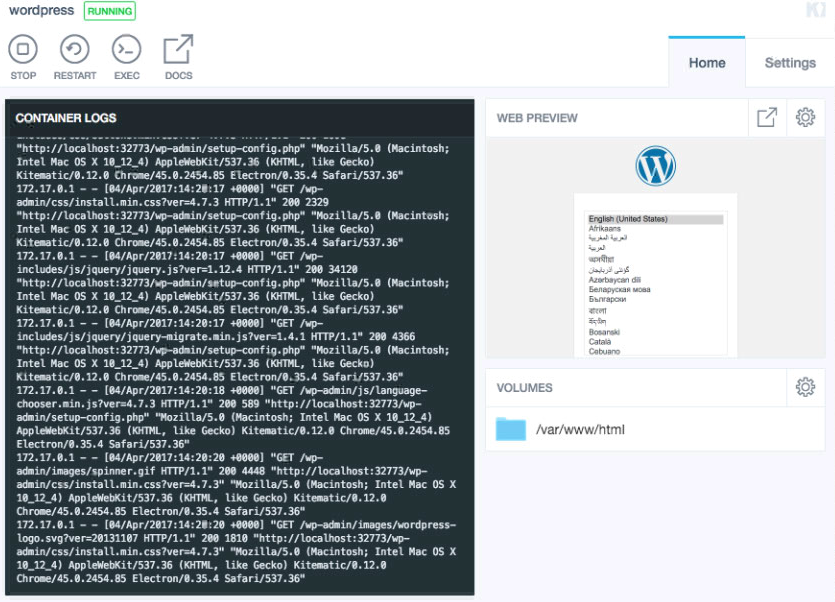 wordpress RUNNING
STOP RESTART EXEC DOCS
Home Settings
CONTAINER LOGS
"http://localhost:32773/wp-admin/setup-config.php" "Mozilla/5.0 (Macintosh;
Intel Mac OS X 10_12_4) AppleWebKit/537.36 (KHTML, like Gecko)
Kitematic/0.12.0 Chrome/45.0.2454.85 Electron/0.35.4 Safari/537.36"
172.17.0.1 - - [04/Apr/2017:14:20:17 +0000] "GET /wp-
admin/css/install.min.css?ver=4.7.3 HTTP/1.1" 200 2329
"http://localhost:32773/wp-admin/setup-config.php" "Mozilla/5.0 (Macintosh;
Intel Mac OS X 10_12_4) AppleWebKit/537.36 (KHTML, like Gecko)
Kitematic/0.12.0 Chrome/45.0.2454.85 Electron/0.35.4 Safari/537.36"
172.17.0.1 - - [04/Apr/2017:14:20:17 +0000] "GET /wp-
includes/js/jquery/jquery.js?ver=1.12.4 HTTP/1.1" 200 34120
"http://localhost:32773/wp-admin/setup-config.php" "Mozilla/5.0 (Macintosh;
Intel Mac OS X 10_12_4) AppleWebKit/537.36 (KHTML, like Gecko)
Kitematic/0.12.0 Chrome/45.0.2454.85 Electron/0.35.4 Safari/537.36"
172.17.0.1 - - [04/Apr/2017:14:20:17 +0000] "GET /wp-
includes/js/jquery/jquery-migrate.min.js?ver=1.4.1 HTTP/1.1" 200 4366
"http://localhost:32773/wp-admin/setup-config.php" "Mozilla/5.0 (Macintosh;
Intel Mac OS X 10_12_4) AppleWebKit/537.36 (KHTML, like Gecko)
Kitematic/0.12.0 Chrome/45.0.2454.85 Electron/0.35.4 Safari/537.36"
172.17.0.1 - - [04/Apr/2017:14:20:18 +0000] "GET /wp-admin/js/language-
chooser.min.js?ver=4.7.3 HTTP/1.1" 200 589 "http://localhost:32773/wp-
admin/setup-config.php" "Mozilla/5.0 (Macintosh; Intel Mac OS X 10_12_4)
AppleWebKit/537.36 (KHTML, like Gecko) Kitematic/0.12.0 Chrome/45.0.2454.85
Electron/0.35.4 Safari/537.36"
172.17.0.1 - - [04/Apr/2017:14:20:20 +0000] "GET /wp-
admin/images/spinner.gif HTTP/1.1" 200 4448 "http://localhost:32773/wp-
admin/css/install.min.css?ver=4.7.3" "Mozilla/5.0 (Macintosh; Intel Mac OS X
10_12_4) AppleWebKit/537.36 (KHTML, like Gecko) Kitematic/0.12.0
Chrome/45.0.2454.85 Electron/0.35.4 Safari/537.36"
172.17.0.1 - - [04/Apr/2017:14:20:20 +0000] "GET /wp-admin/images/wordpress-
logo.svg?ver=20131107 HTTP/1.1" 200 1810 "http://localhost:32773/wp-
admin/css/install.min.css?ver=4.7.3" "Mozilla/5.0 (Macintosh; Intel Mac OS X
10_12_4) AppleWebKit/537.36 (KHTML, like Gecko) Kitematic/0.12.0
Chrome/45.0.2454.85 Electron/0.35.4 Safari/537.36"
WEB PREVIEW
English (United States)
Afrikaans
العربية المغربية
العربية
অসমীয়া
گؤنئی آذربایجان
Azərbaycan dili
Беларуская мова
Български
বাংলা
Bosanski
Català
Cebuano
VOLUMES
/var/www/html